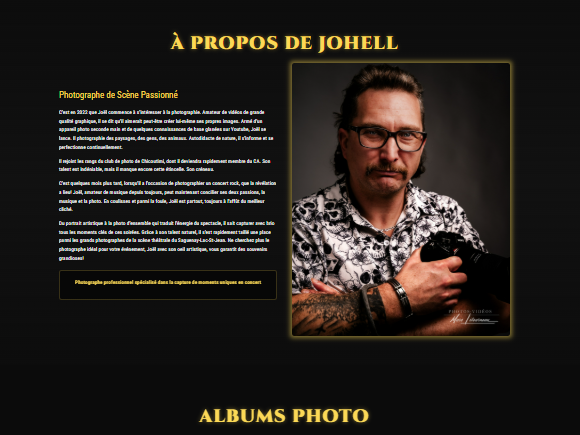 À PROPOS DE JOHELL
Photographe de Scène Passionné
C'est en 2022 que Joël commence à s'intéresser à la photographie. Amateur de vidéos de grande
qualité graphique, il se dit qu'il aimerait peut-être créer lui-même ses propres images. Armé d'un
appareil photo seconde main et de quelques connaissances de base glanées sur Youtube, Joël se
lance. Il photographie des paysages, des gens, des animaux. Autodidacte de nature, il s'informe et se
perfectionne continuellement.
Il rejoint les rangs du club de photo de Chicoutimi, dont il deviendra rapidement membre du CA. Son
talent est indéniable, mais il manque encore cette étincelle. Son créneau.
C'est quelques mois plus tard, lorsqu'il a l'occasion de photographier un concert rock, que la révélation
a lieu! Joël, amateur de musique depuis toujours, peut maintenant concilier ses deux passions, la
musique et la photo. En coulisses et parmi la foule, Joël est partout, toujours à l'affût du meilleur
cliché.
Du portrait artistique à la photo d'ensemble qui traduit l'énergie du spectacle, il sait capturer avec brio
tous les moments clés de ces soirées. Grâce à son talent naturel, il s'est rapidement taillé une place
parmi les grands photographes de la scène théâtrale du Saguenay-Lac-St-Jean. Ne cherchez plus le
photographe idéal pour votre événement, Joël avec son oeil artistique, vous garantit des souvenirs
grandioses!
Photographe professionnel spécialisé dans la capture de moments uniques en concert
PHOTOS·VIDÉOS
ALBUMS PHOTO